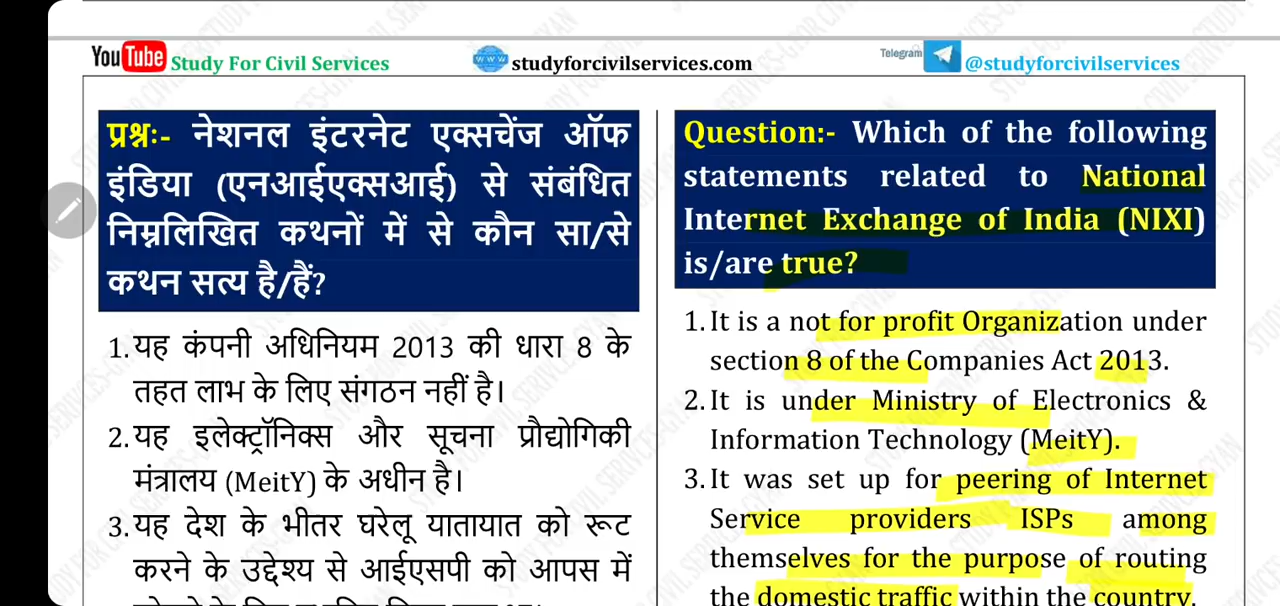 YouTube Study For Civil Services
www studyforcivilservices.com
Telegram @studyforcivilservices
प्रश्नः- नेशनल इंटरनेट एक्सचेंज ऑफ
इंडिया (एनआईएक्सआई) से संबंधित
निम्नलिखित कथनों में से कौन सा/से
कथन सत्य है/हैं?
1. यह कंपनी अधिनियम 2013 की धारा 8 के
तहत लाभ के लिए संगठन नहीं है।
2. यह इलेक्ट्रॉनिक्स और सूचना प्रौद्योगिकी
मंत्रालय (MeitY) के अधीन है।
3. यह देश के भीतर घरेलू यातायात को रूट
करने के उद्देश्य से आईएसपी को आपस में
Question:- Which of the following
statements related to National
Internet Exchange of India (NIXI)
is/are true?
1. It is a not for profit Organization under
section 8 of the Companies Act 2013.
2. It is under Ministry of Electronics &
Information Technology (MeitY).
3. It was set up for peering of Internet
Service providers ISPs among
themselves for the purpose of routing
the domestic traffic within the country.